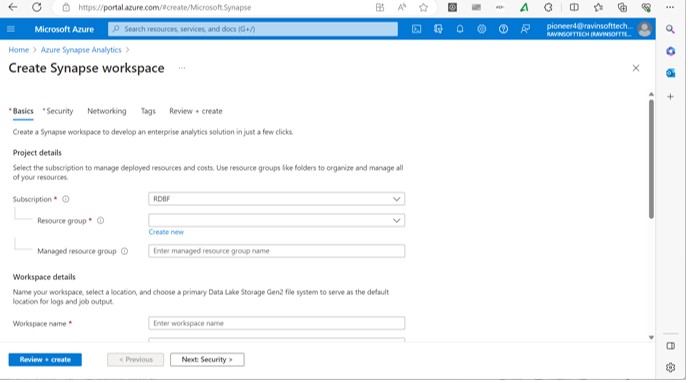 https://portal.azure.com/#create/Microsoft.Synapse
Microsoft Azure
Search resources, services, and docs (G+/)
pioneer4@ravinsofttech...
RAVINSOFTTECH (RAVINSOFTTE...
Home > Azure Synapse Analytics >
Create Synapse workspace ...
* Basics * Security Networking Tags Review + create
Create a Synapse workspace to develop an enterprise analytics solution in just a few clicks.
Project details
Select the subscription to manage deployed resources and costs. Use resource groups like folders to organize and manage all
of your resources.
Subscription *
RDBF
Resource group *
Create new
Managed resource group
Enter managed resource group name
Workspace details
Name your workspace, select a location, and choose a primary Data Lake Storage Gen2 file system to serve as the default
location for logs and job output.
Workspace name *
Enter workspace name
Review + create
< Previous
Next: Security >